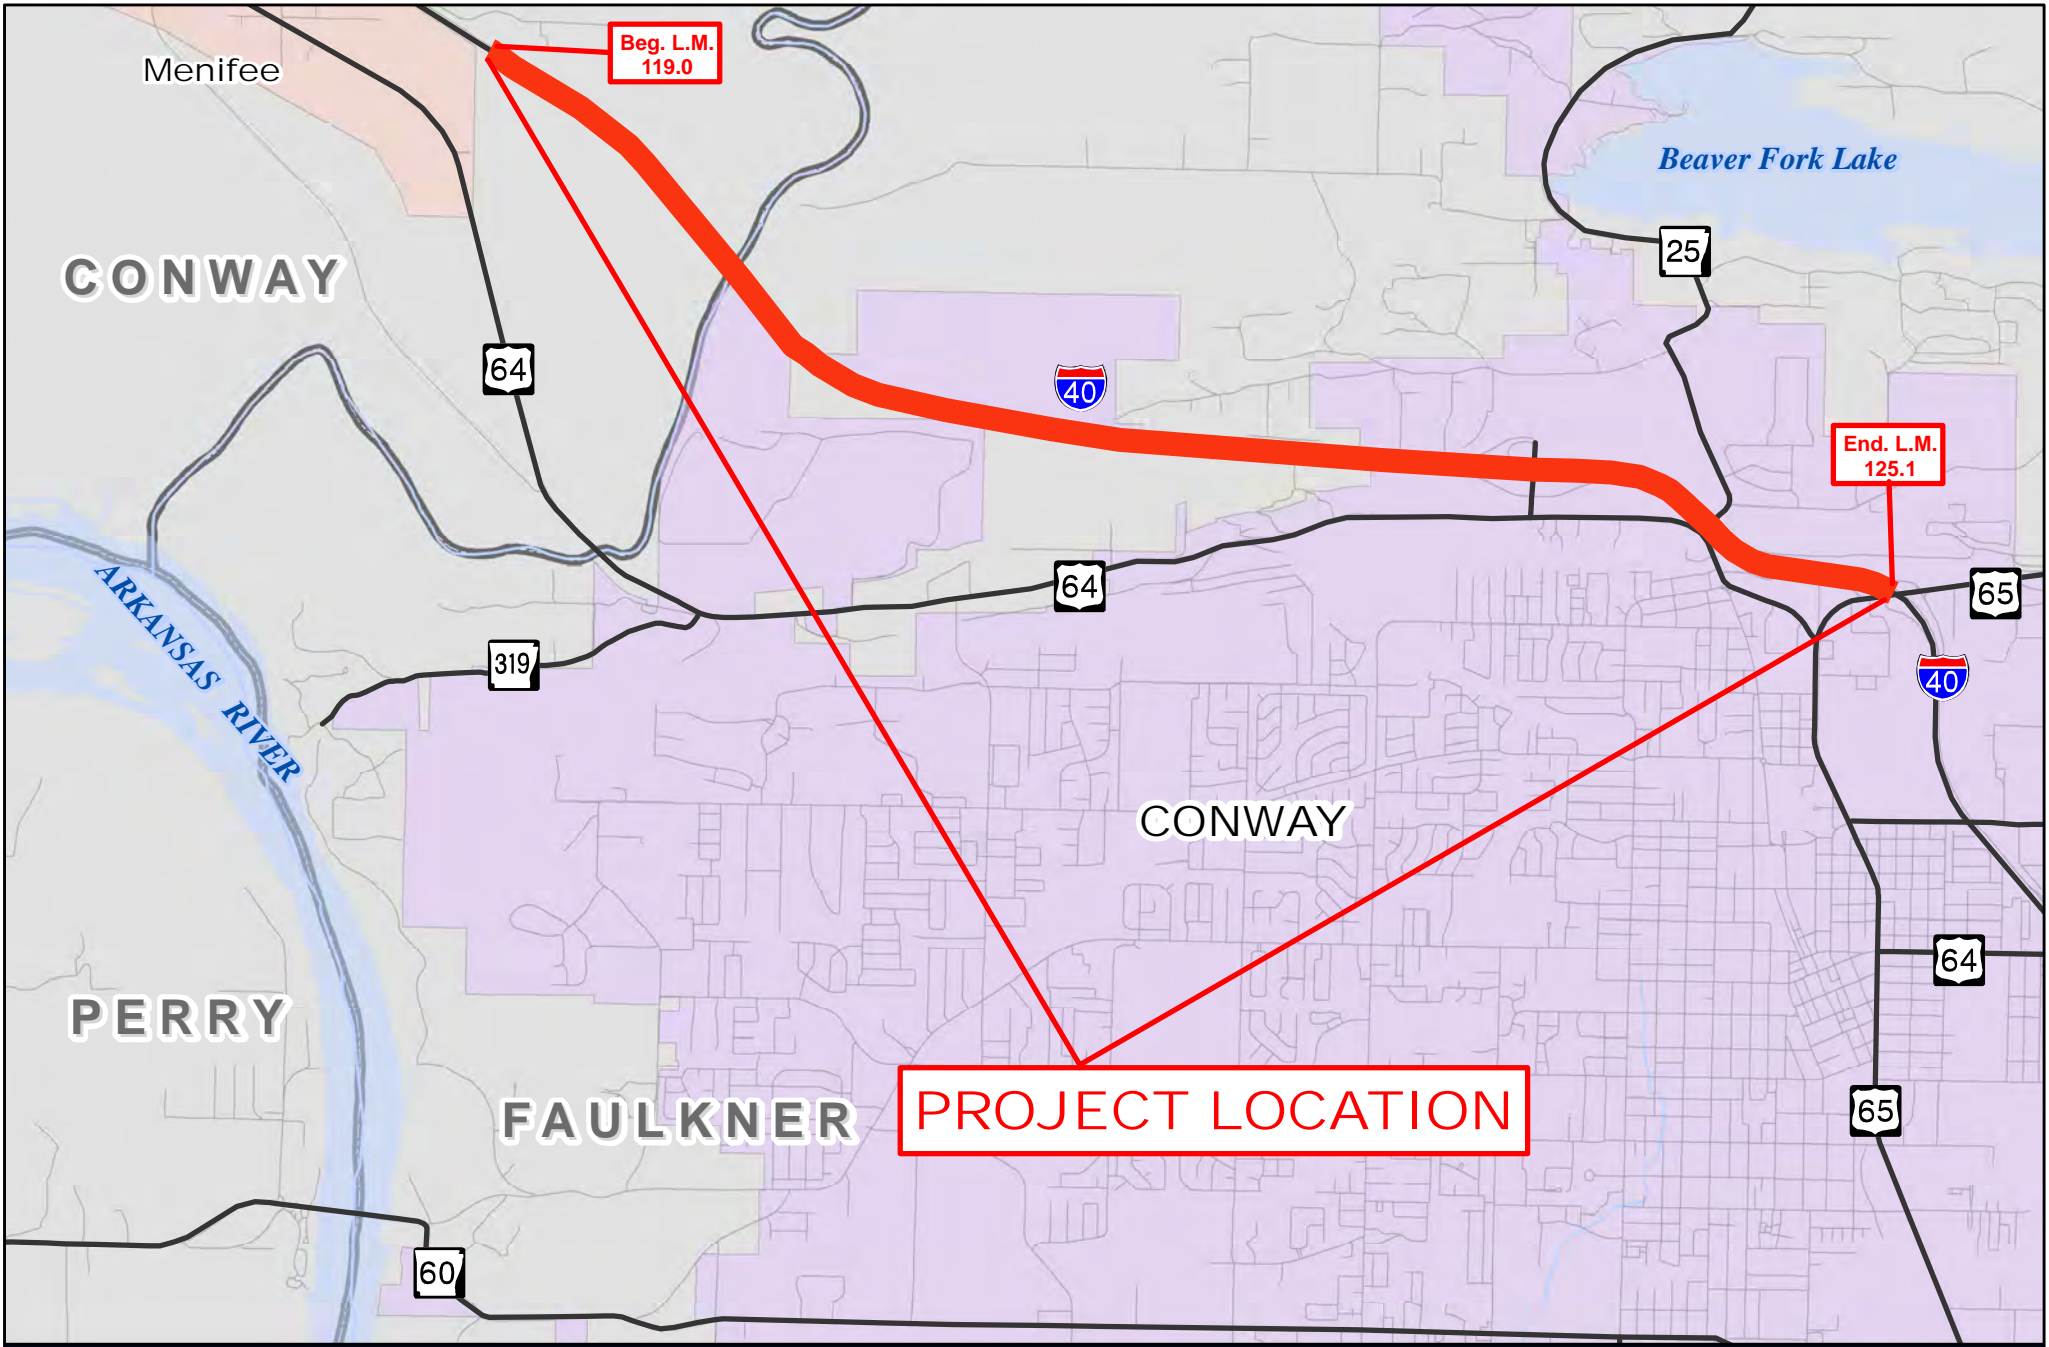 Menifee
Beg. L.M.
119.0
Beaver Fork Lake
25
CONWAY
64
40
End. L.M.
125.1
ARKANSAS RIVER
64
65
319
40
CONWAY
64
PERRY
FAULKNER
PROJECT LOCATION
65
60